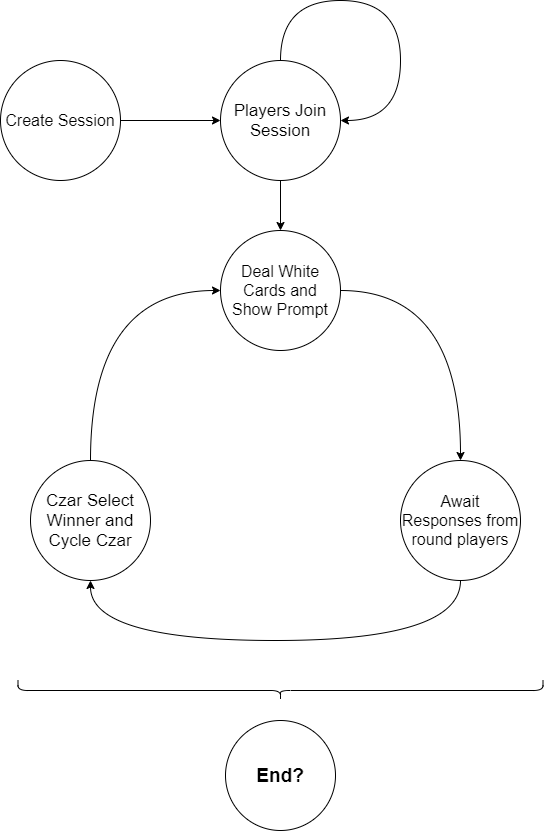 Create Session
Players Join
Session
Deal White
Cards and
Show Prompt
Czar Select
Winner and
Cycle Czar
Await
Responses from
round players
End?